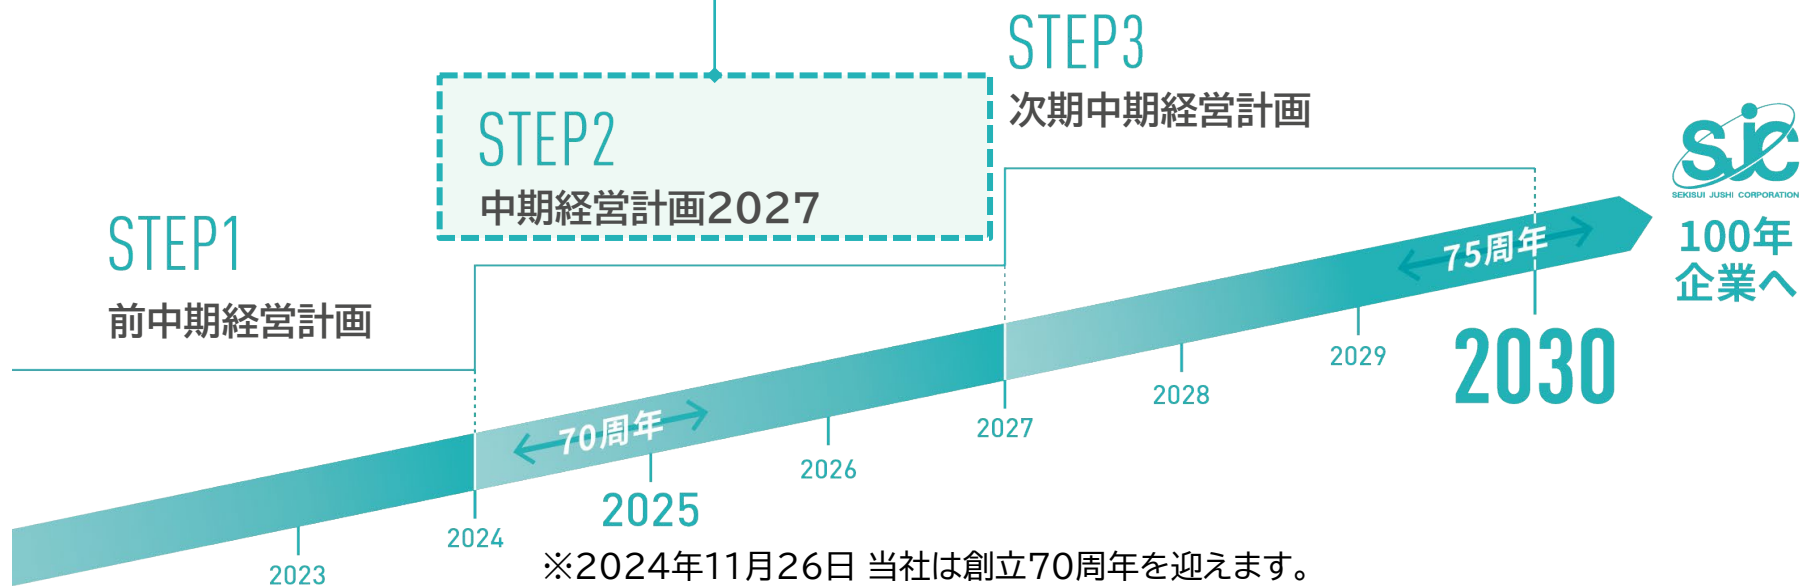 STEP1
前中期経営計画
STEP2
中期経営計画2027
STEP3
次期中期経営計画
SJC
SEKISUI JUSHI CORPORATION
100年
企業へ
70周年
75周年
2023
2024
2025
2026
2027
2028
2029
2030
※2024年11月26日 当社は創立70周年を迎えます。